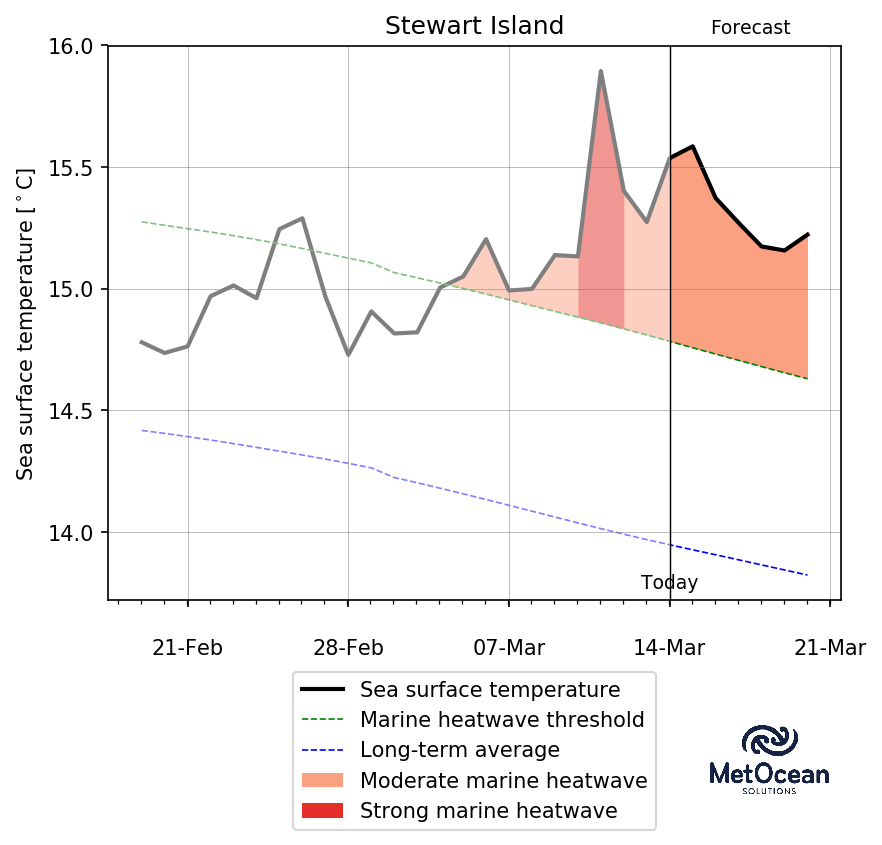 Stewart Island
Forecast
Sea surface temperature [°C]
16.0
15.5
15.0
14.5
14.0
Today
21-Feb 28-Feb 07-Mar 14-Mar 21-Mar
Sea surface temperature
Marine heatwave threshold
Long-term average
Moderate marine heatwave
Strong marine heatwave
MetOcean
SOLUTIONS